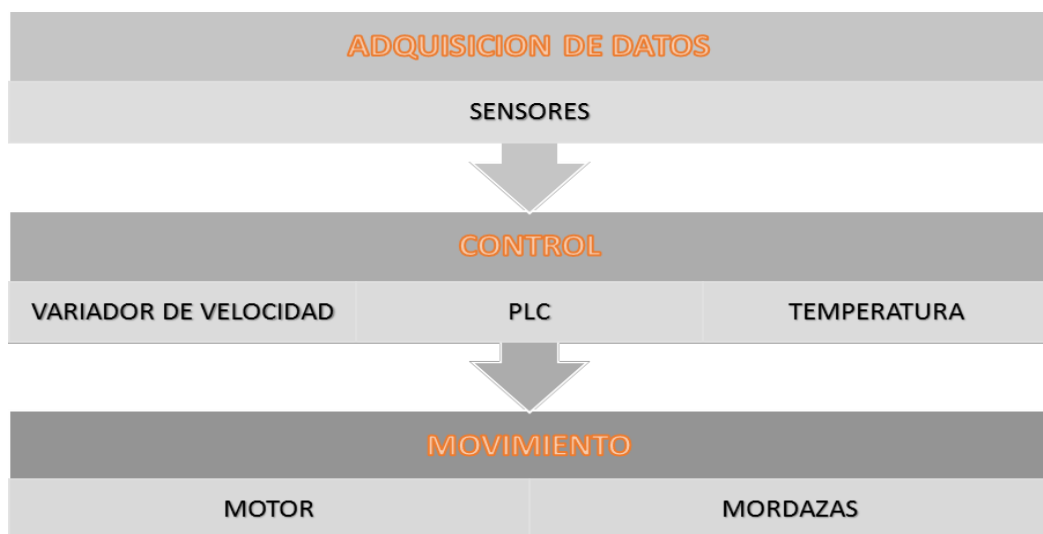 ADQUISICION DE DATOS
SENSORES
CONTROL
VARIADOR DE VELOCIDAD PLC TEMPERATURA
MOVIMIENTO
MOTOR MORDAZAS